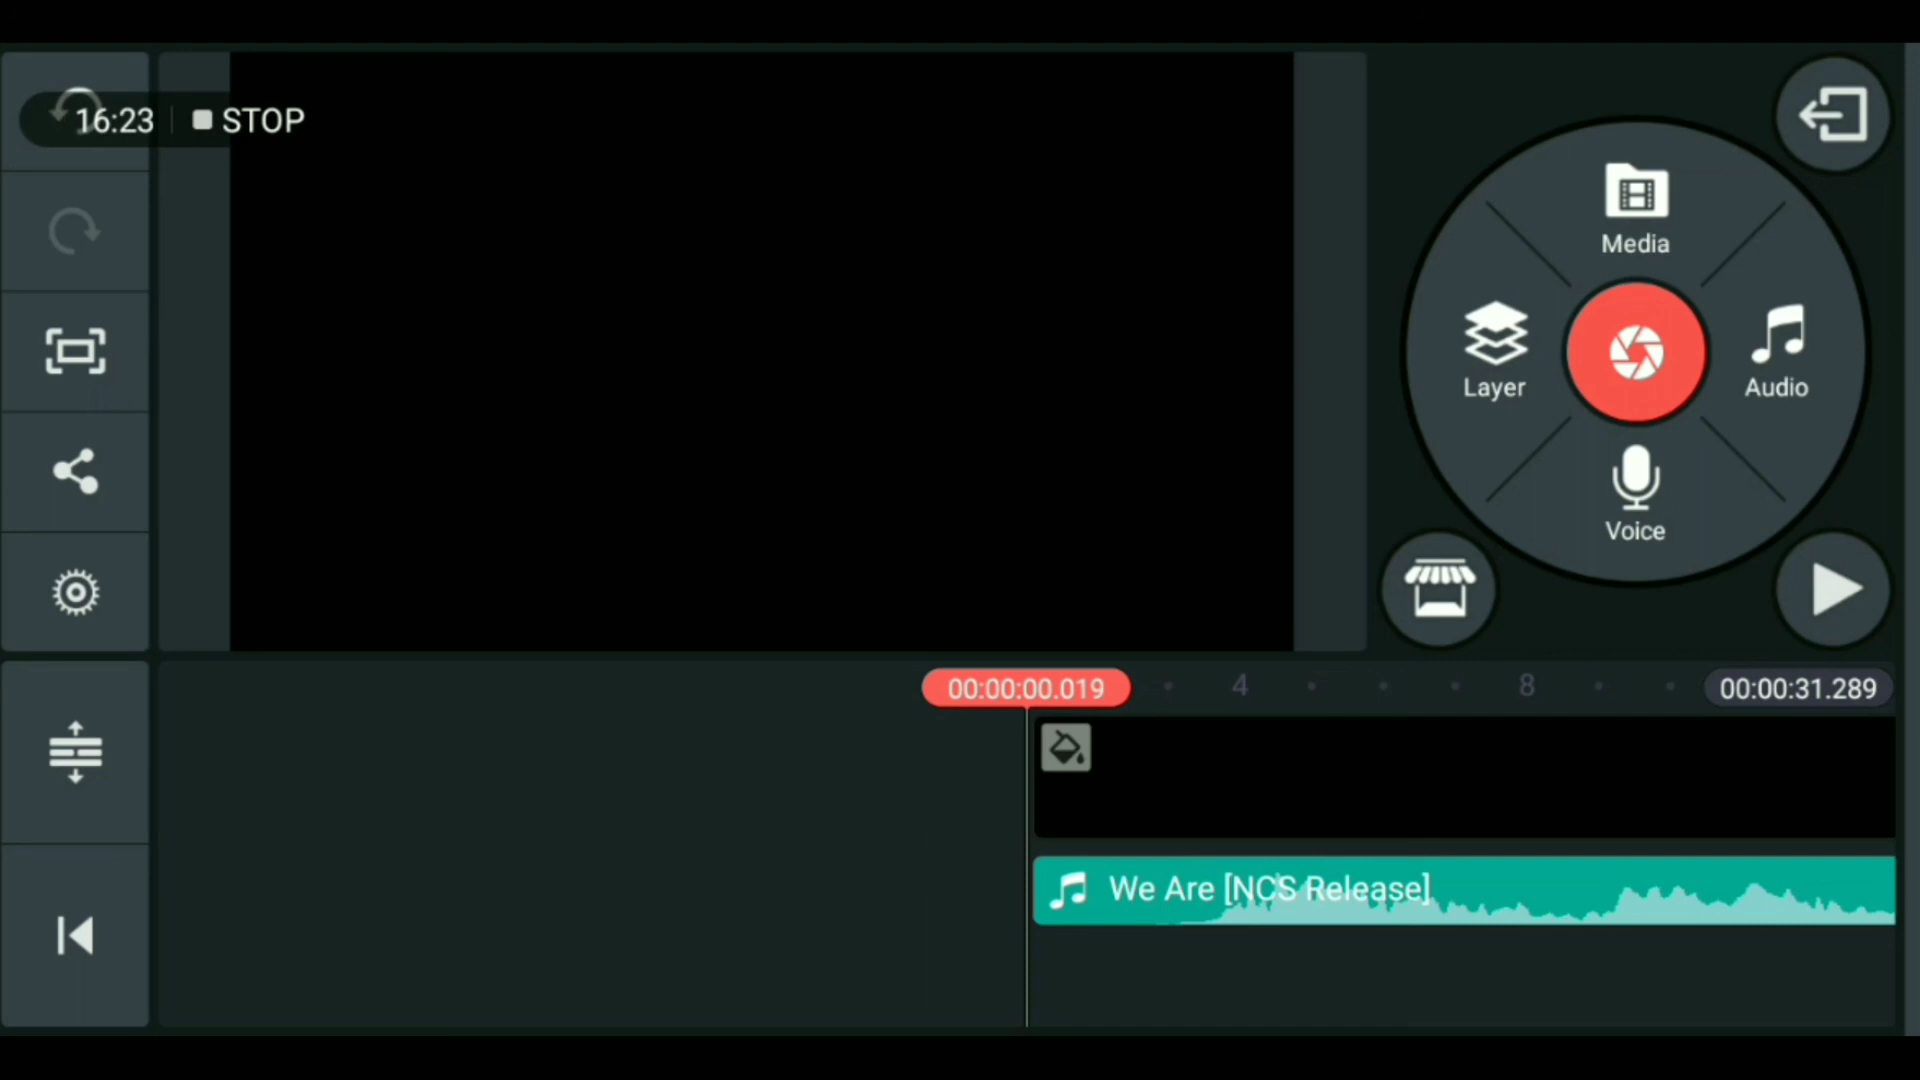 16:23
STOP
Media
Layer
Audio
Voice
00:00:00.019
4
8
00:00:31.289
We Are [NCS Release]